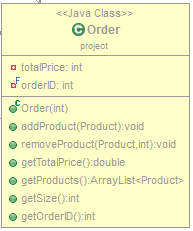 <<Java Class>>
C Order
project
totalPrice: int
F orderID: int
C Order(int)
addProduct(Product):void
removeProduct(Product,int):void
getTotalPrice():double
getProducts():ArrayList<Product>
getSize():int
getOrderID():int